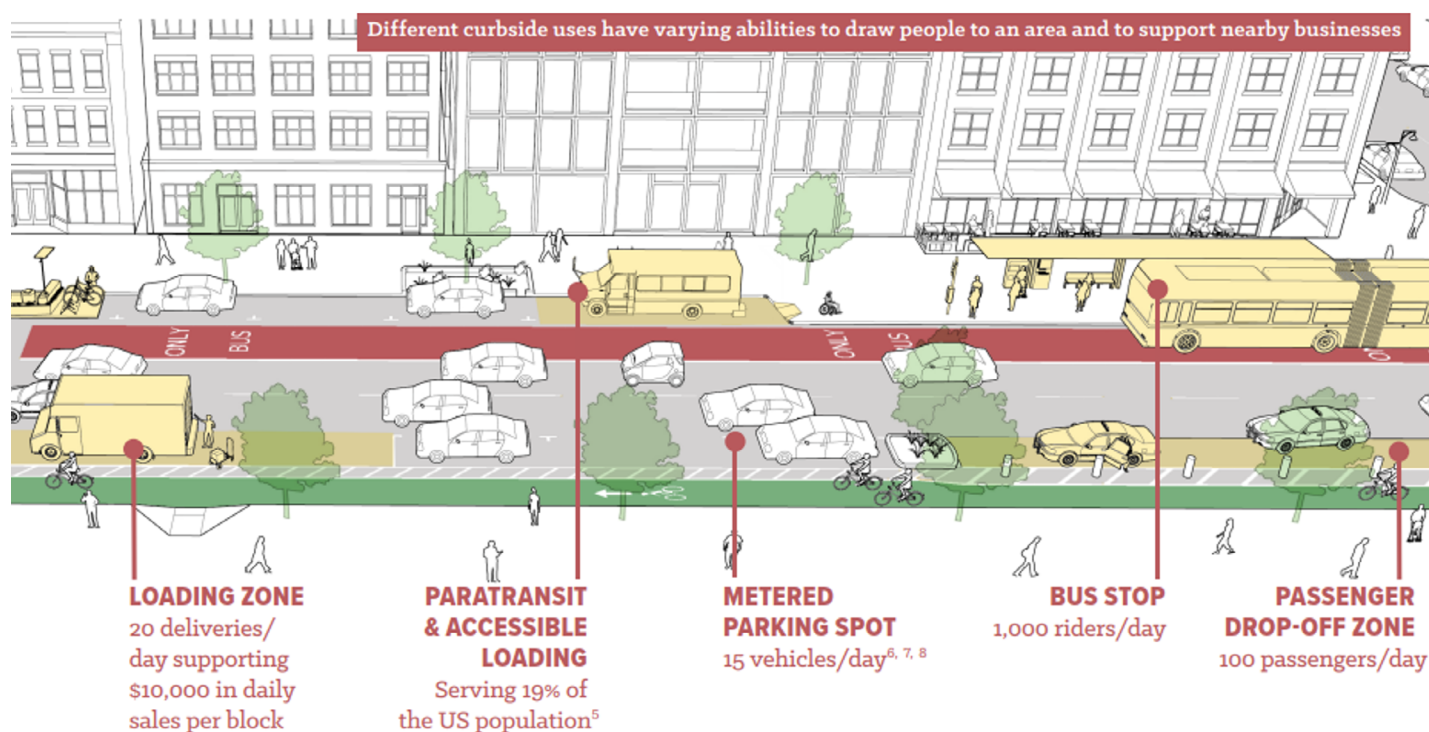 Different curbside uses have varying abilities to draw people to an area and to support nearby businesses
ONLY
BUS
ONLY
BUS
LOADING ZONE
20 deliveries/
day supporting
$10,000 in daily
sales per block
PARATRANSIT
& ACCESSIBLE
LOADING
Serving 19% of
the US population5
METERED
PARKING SPOT
15 vehicles/day6, 7, 8
BUS STOP
1,000 riders/day
PASSENGER
DROP-OFF ZONE
100 passengers/day